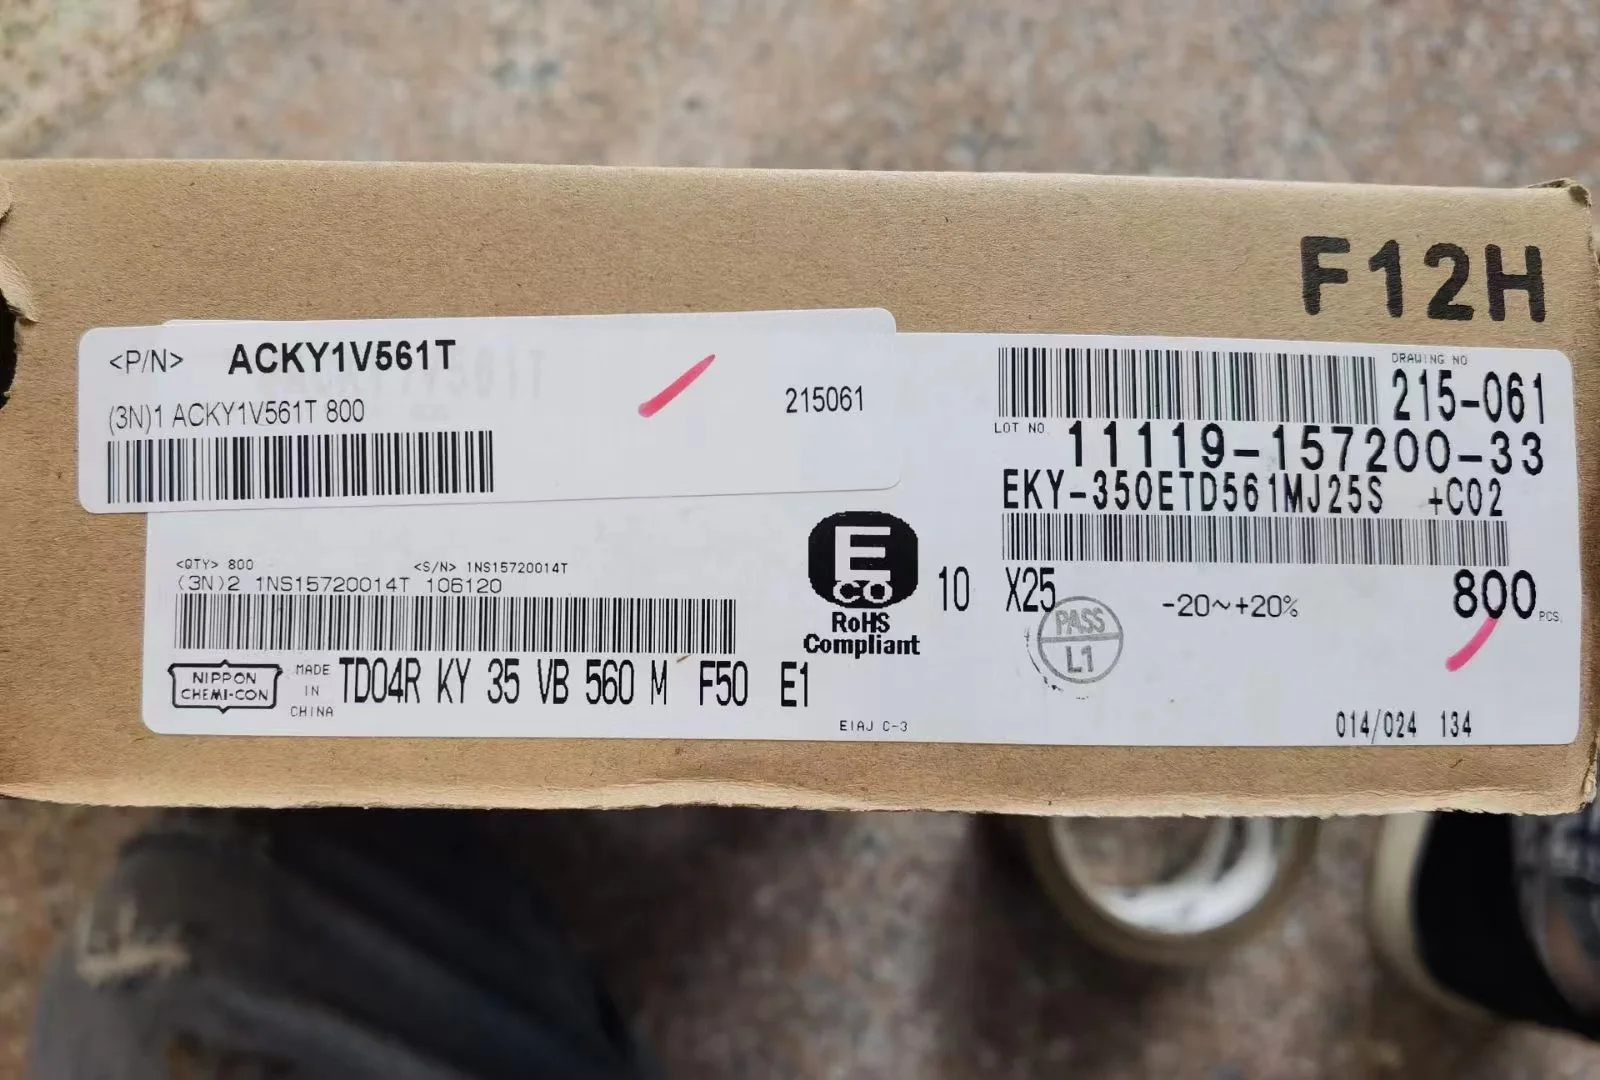 F12H
<P/N> ACKY1V561T
(3N)1 ACKY1V561T 800
215061
DRAWING NO
215-061
LOT NO. 11119-157200-33
EKY-350ETD561MJ25S +C02
<QTY> 800 <S/N> 1NS15720014T
(3N)2 1NS15720014T 106120
ECO
RoHS
Compliant
10 X25 -20~+20% 800 PCS.
PASS
L1
NIPPON
CHEMI-CON
MADE
IN
CHINA
TD04R KY 35 VB 560 M F50 E1
EIAJ C-3
014/024 134